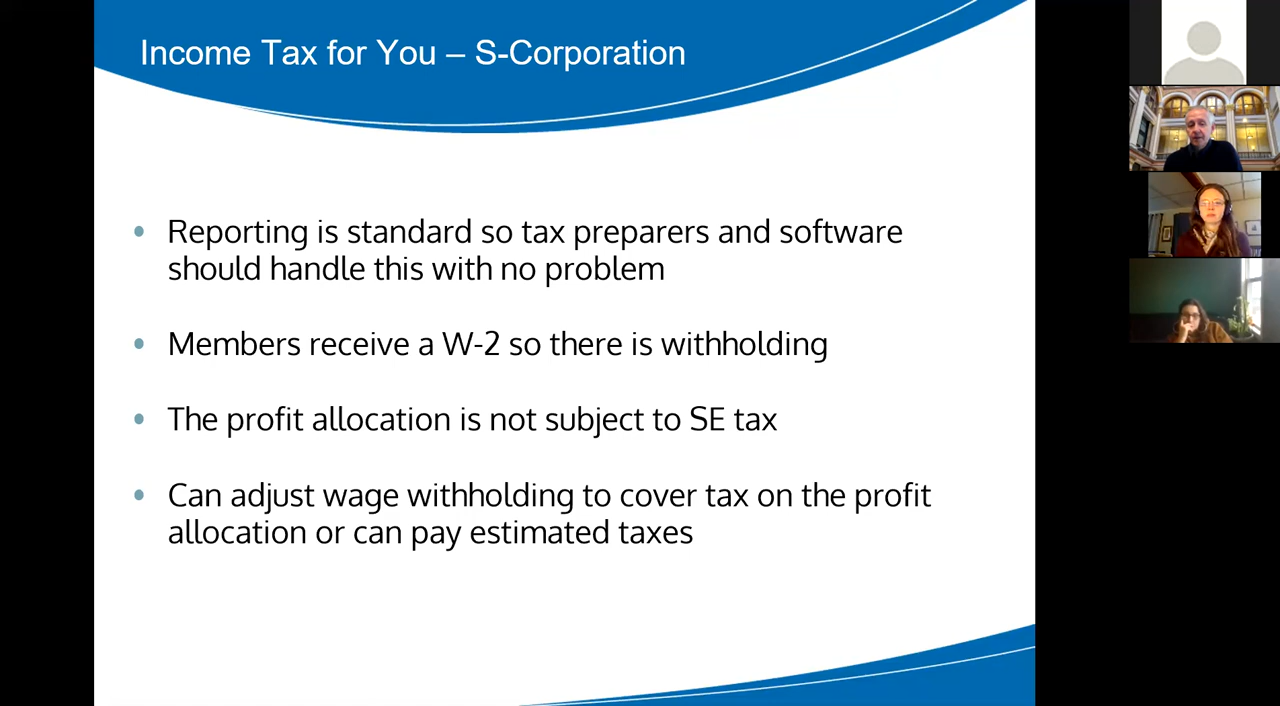 Income Tax for You – S-Corporation
• Reporting is standard so tax preparers and software
should handle this with no problem
• Members receive a W-2 so there is withholding
• The profit allocation is not subject to SE tax
• Can adjust wage withholding to cover tax on the profit
allocation or can pay estimated taxes